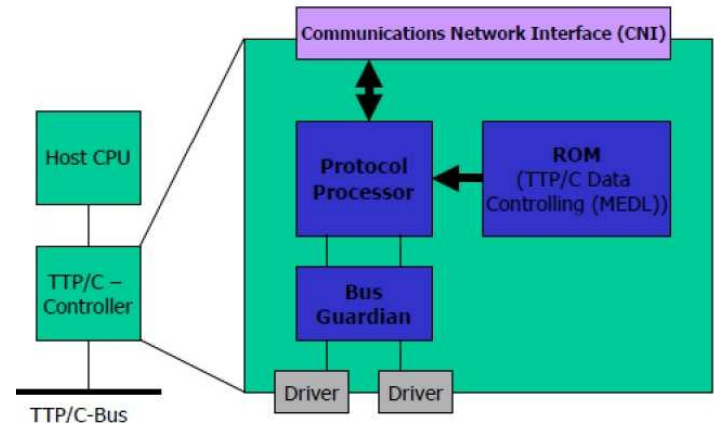 Communications Network Interface (CNI)
Host CPU
Protocol
Processor
ROM
(TTP/C Data
Controlling (MEDL))
TTP/C –
Controller
Bus
Guardian
Driver
Driver
TTP/C-Bus